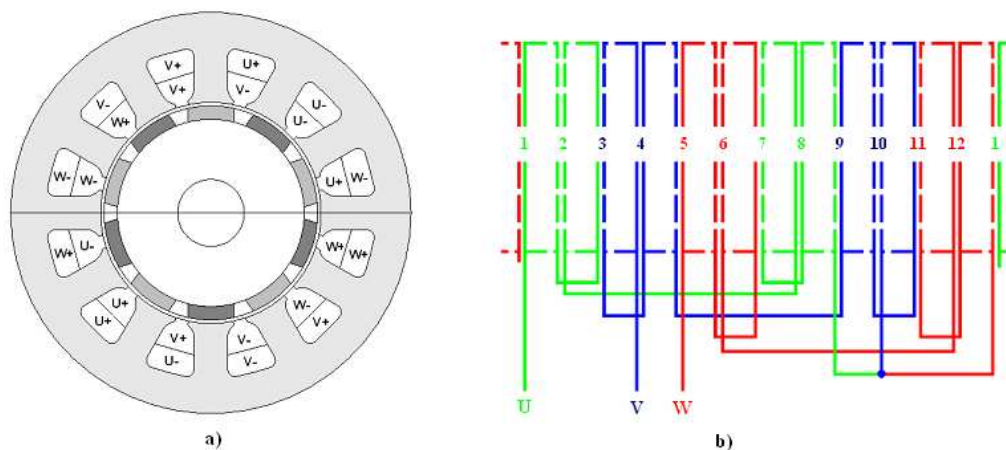 V+
V+
U+
V-
V-
W+
U-
U-
W- W-
U+ W-
W+ U-
W+ W+
U+
U+
W-
V+
V+
U-
V-
V-
a)
1 2 3 4 5 6 7 8 9 10 11 12 1
U V W
b)